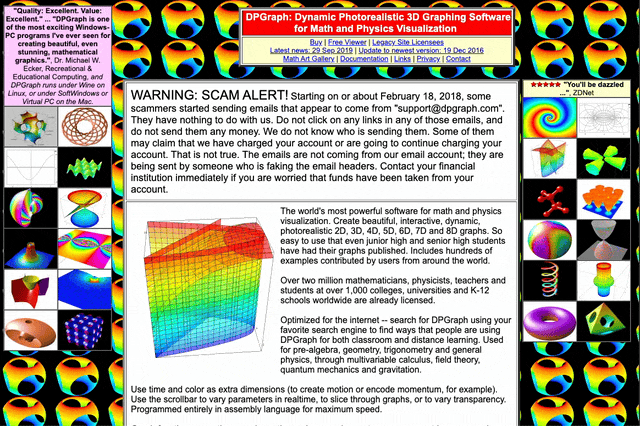 "Quality: Excellent. Value:
Excellent." ... "DPGraph is one
of the most exciting Windows-
PC programs I've ever seen for
creating beautiful, even
stunning, mathematical
graphics.", Dr. Michael W.
Ecker, Recreational &
Educational Computing, and
DPGraph runs under Wine on
Linux, or under SoftWindows or
Virtual PC on the Mac.
DPGraph: Dynamic Photorealistic 3D Graphing Software
for Math and Physics Visualization
Buy | Free Viewer | Legacy Site Licensees
Latest news: 29 Sep 2019 | Update to newest version: 19 Dec 2016
Math Art Gallery | Documentation | Links | Privacy | Contact
WARNING: SCAM ALERT! Starting on or about February 18, 2018, some
scammers started sending emails that appear to come from "support@dpgraph.com".
They have nothing to do with us. Do not click on any links in any of those emails, and
do not send them any money. We do not know who is sending them. Some of them
may claim that we have charged your account or are going to continue charging your
account. That is not true. The emails are not coming from our email account; they are
being sent by someone who is faking the email headers. Contact your financial
institution immediately if you are worried that funds have been taken from your
account.
The world's most powerful software for math and physics
visualization. Create beautiful, interactive, dynamic,
photorealistic 2D, 3D, 4D, 5D, 6D, 7D and 8D graphs. So
easy to use that even junior high and senior high students
have had their graphs published. Includes hundreds of
examples contributed by users from around the world.
Over two million mathematicians, physicists, teachers and
students at over 1,000 colleges, universities and K-12
schools worldwide are already licensed.
Optimized for the internet -- search for DPGraph using your
favorite search engine to find ways that people are using
DPGraph for both classroom and distance learning. Used
for pre-algebra, geometry, trigonometry and general
physics, through multivariable calculus, field theory,
quantum mechanics and gravitation.
Use time and color as extra dimensions (to create motion or encode momentum, for example).
Use the scrollbar to vary parameters in realtime, to slice through graphs, or to vary transparency.
Programmed entirely in assembly language for maximum speed.
★★★★★ "You'll be dazzled
...", ZDNet